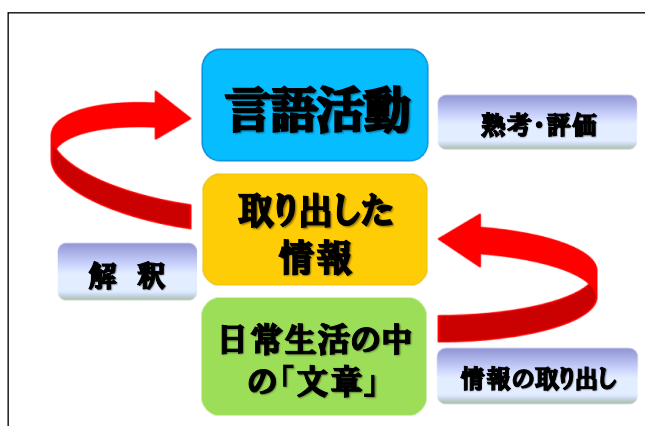 言語活動
熟考・評価
取り出した
情報
解 釈
日常生活の中
の「文章」
情報の取り出し